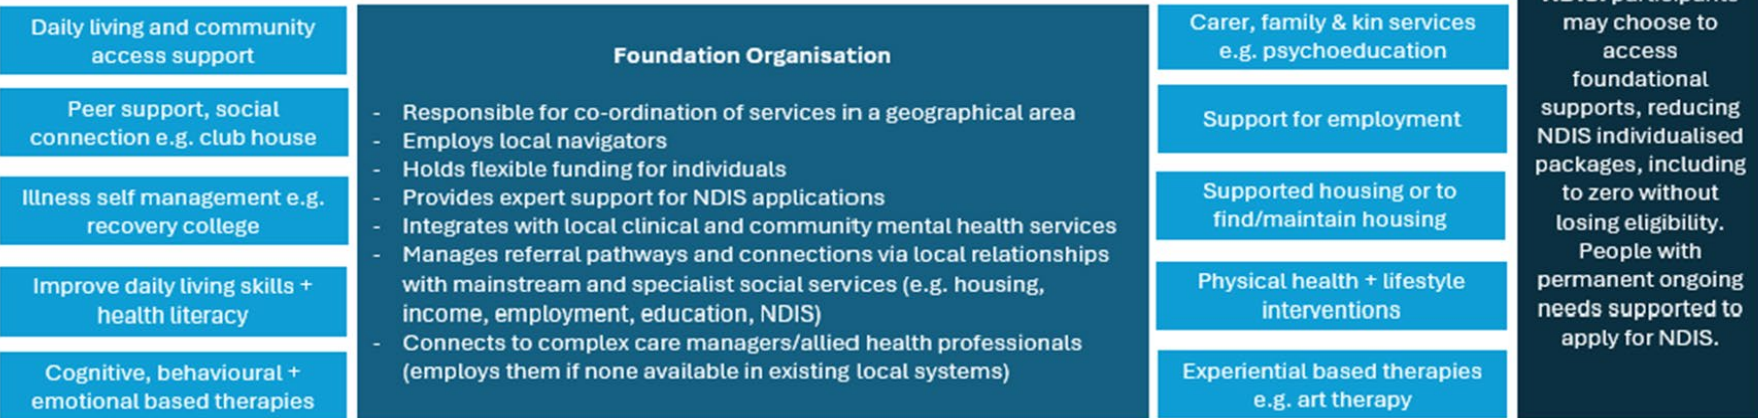 Daily living and community
access support
Peer support, social
connection e.g. club house
Illness self management e.g.
recovery college
Improve daily living skills +
health literacy
Cognitive, behavioural +
emotional based therapies
Foundation Organisation
- Responsible for co-ordination of services in a geographical area
- Employs local navigators
- Holds flexible funding for individuals
- Provides expert support for NDIS applications
- Integrates with local clinical and community mental health services
- Manages referral pathways and connections via local relationships
with mainstream and specialist social services (e.g. housing,
income, employment, education, NDIS)
- Connects to complex care managers/allied health professionals
(employs them if none available in existing local systems)
Carer, family & kin services
e.g. psychoeducation
Support for employment
Supported housing or to
find/maintain housing
Physical health + lifestyle
interventions
Experiential based therapies
e.g. art therapy
participants
may choose to
access
foundational
supports, reducing
NDIS individualised
packages, including
to zero without
losing eligibility.
People with
permanent ongoing
needs supported to
apply for NDIS.